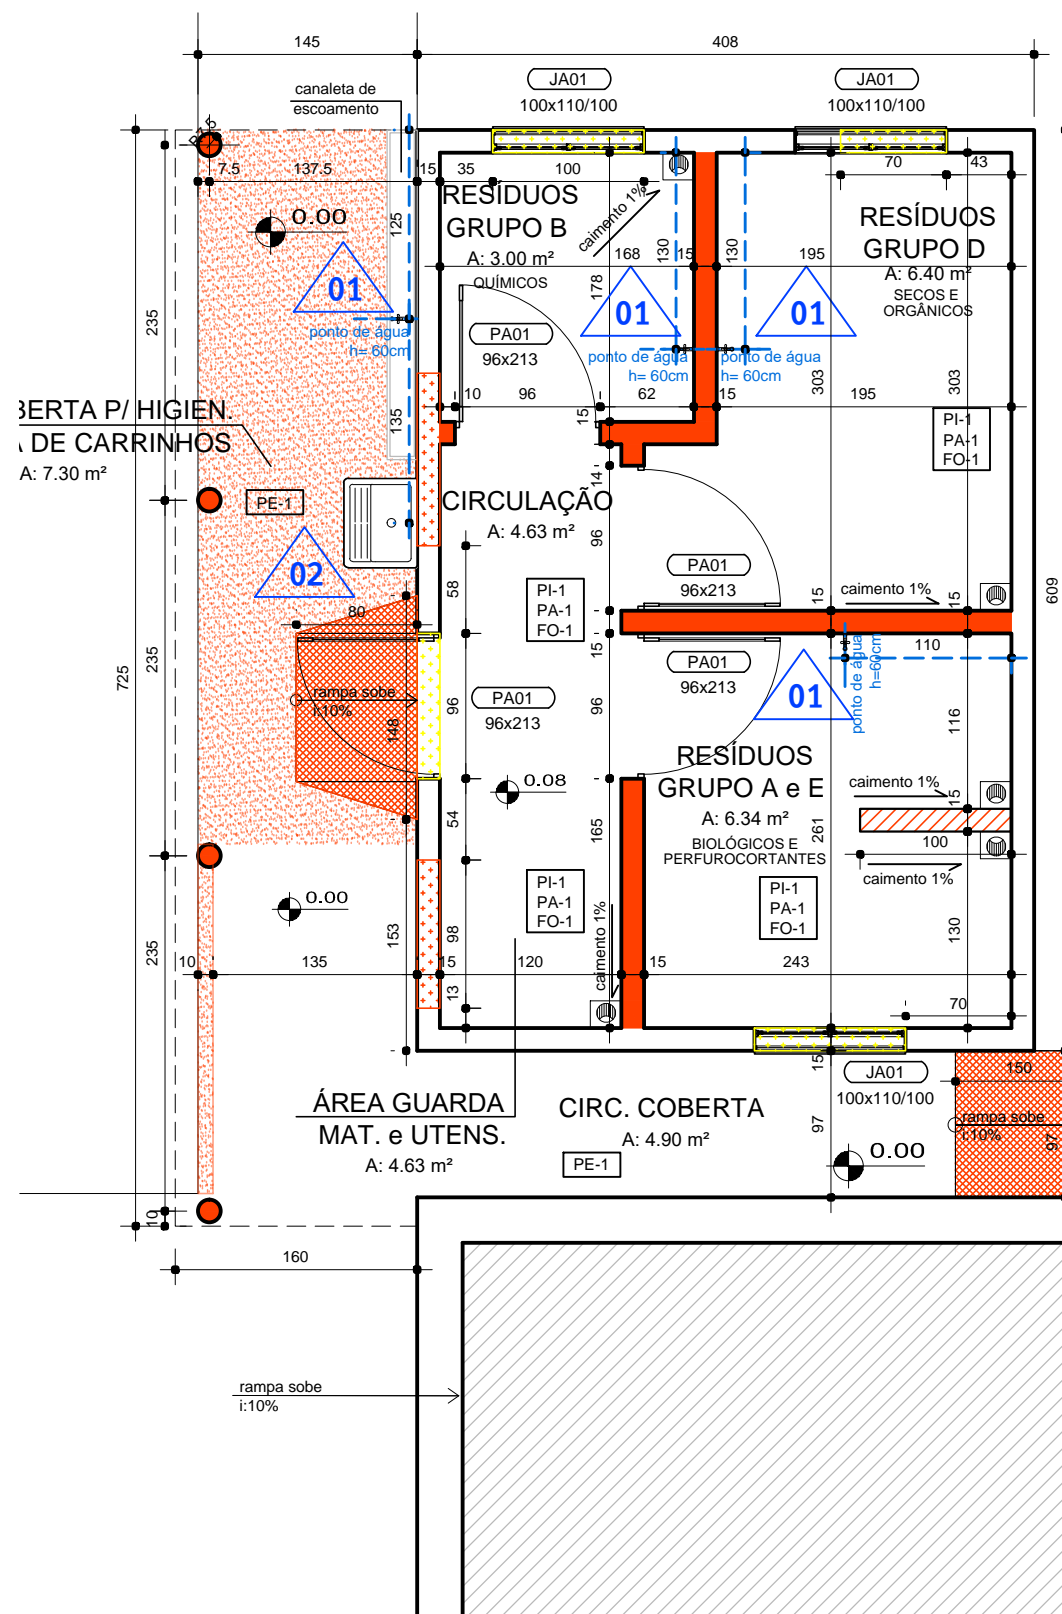 145
408
canaleta de
escoamento
JA01
100x110/100
JA01
100x110/100
7.5
137.5
15
35
100
70
43
RESÍDUOS
GRUPO B
A: 3.00 m²
QUÍMICOS
caimento 1%
RESÍDUOS
GRUPO D
A: 6.40 m²
SECOS E
ORGÂNICOS
0.00
125
168
130
15
130
195
178
01
01
01
ponto de água
h= 60cm
ponto de água
h= 60cm
ponto de água
h= 60cm
PA01
96x213
235
303
303
10
96
62
15
195
15
135
BERTA P/ HIGIEN.
A DE CARRINHOS
A: 7.30 m²
PI-1
PA-1
FO-1
14
PE-1
CIRCULAÇÃO
A: 4.63 m²
96
02
PA01
96x213
58
PI-1
PA-1
FO-1
caimento 1%
15
15
609
80
15
110
ponto de água
h=60cm
PA01
96x213
01
725
235
rampa sobe
i:10%
148
96
PA01
96x213
96
116
RESÍDUOS
GRUPO A e E
A: 6.34 m²
BIOLÓGICOS E
PERFUROCORTANTES
0.08
caimento 1%
15
54
165
261
100
caimento 1%
0.00
PI-1
PA-1
FO-1
PI-1
PA-1
FO-1
153
98
130
235
caimento 1%
10
135
15
120
15
243
13
70
15
JA01
100x110/100
150
ÁREA GUARDA
MAT. e UTENS.
A: 4.63 m²
CIRC. COBERTA
A: 4.90 m²
PE-1
97
rampa sobe
i:10%
97
0.00
10
160
rampa sobe
i:10%